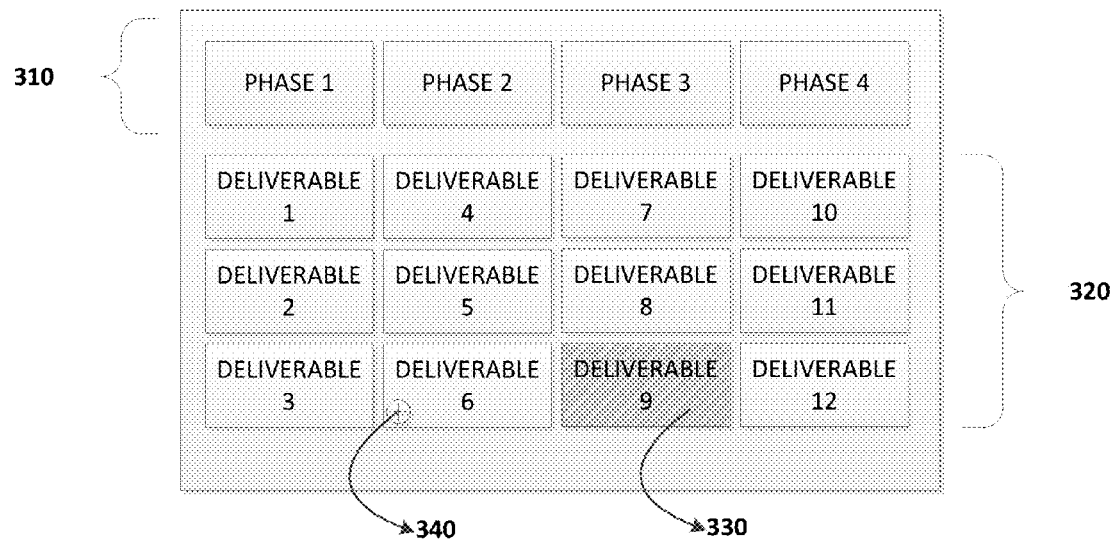 310
PHASE 1 PHASE 2 PHASE 3 PHASE 4
DELIVERABLE DELIVERABLE DELIVERABLE DELIVERABLE
1 4 7 10
DELIVERABLE DELIVERABLE DELIVERABLE DELIVERABLE
2 5 8 11
320
DELIVERABLE DELIVERABLE DELIVERABLE DELIVERABLE
3 6 9 12
340 330